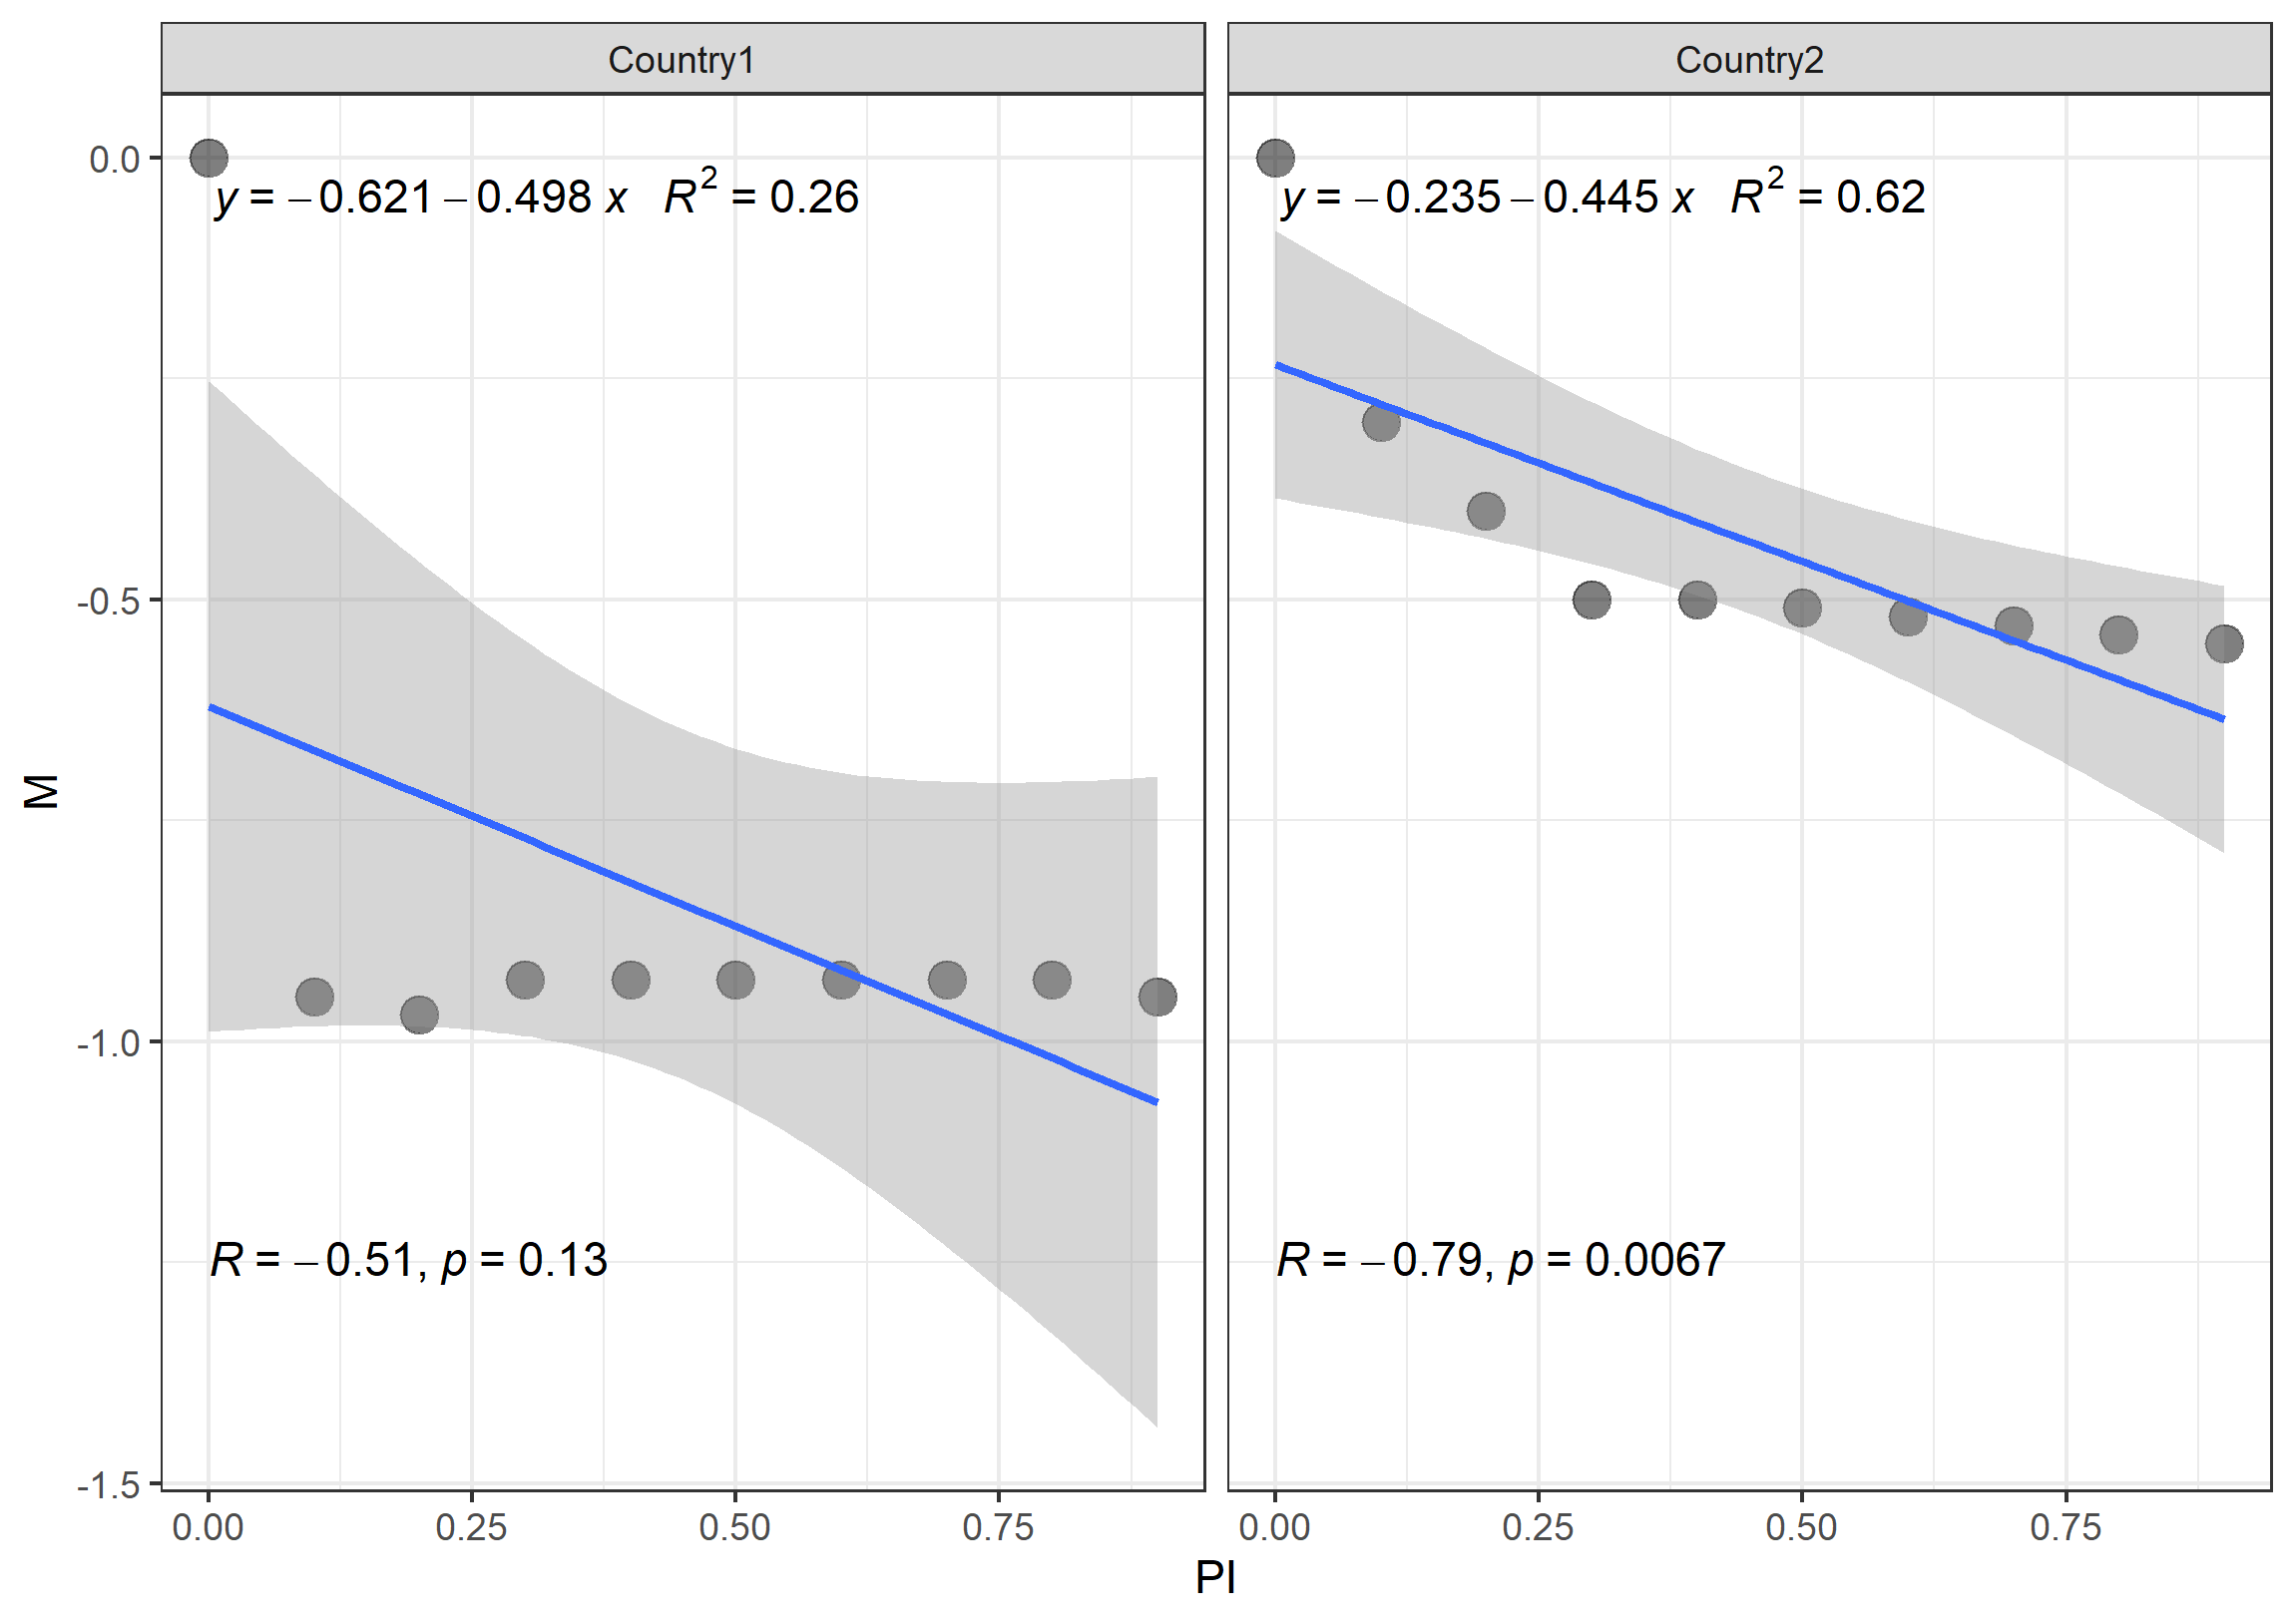 Country1
Country2
0.0
-0.5
-1.0
-1.5
M
y = −0.621 − 0.498 x R² = 0.26
y = −0.235 − 0.445 x R² = 0.62
R = −0.51, p = 0.13
R = −0.79, p = 0.0067
0.00 0.25 0.50 0.75
0.00 0.25 0.50 0.75
PI